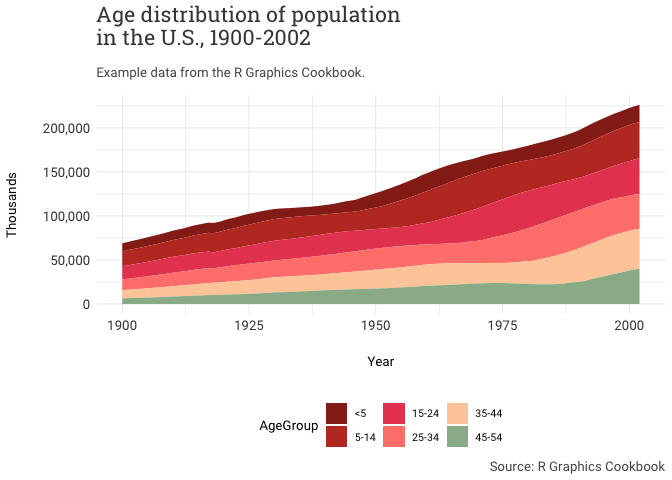 Age distribution of population
in the U.S., 1900-2002
Example data from the R Graphics Cookbook.
Thousands
200,000
150,000
100,000
50,000
0
1900 1925 1950 1975 2000
Year
AgeGroup
<5 15-24 35-44
5-14 25-34 45-54
Source: R Graphics Cookbook